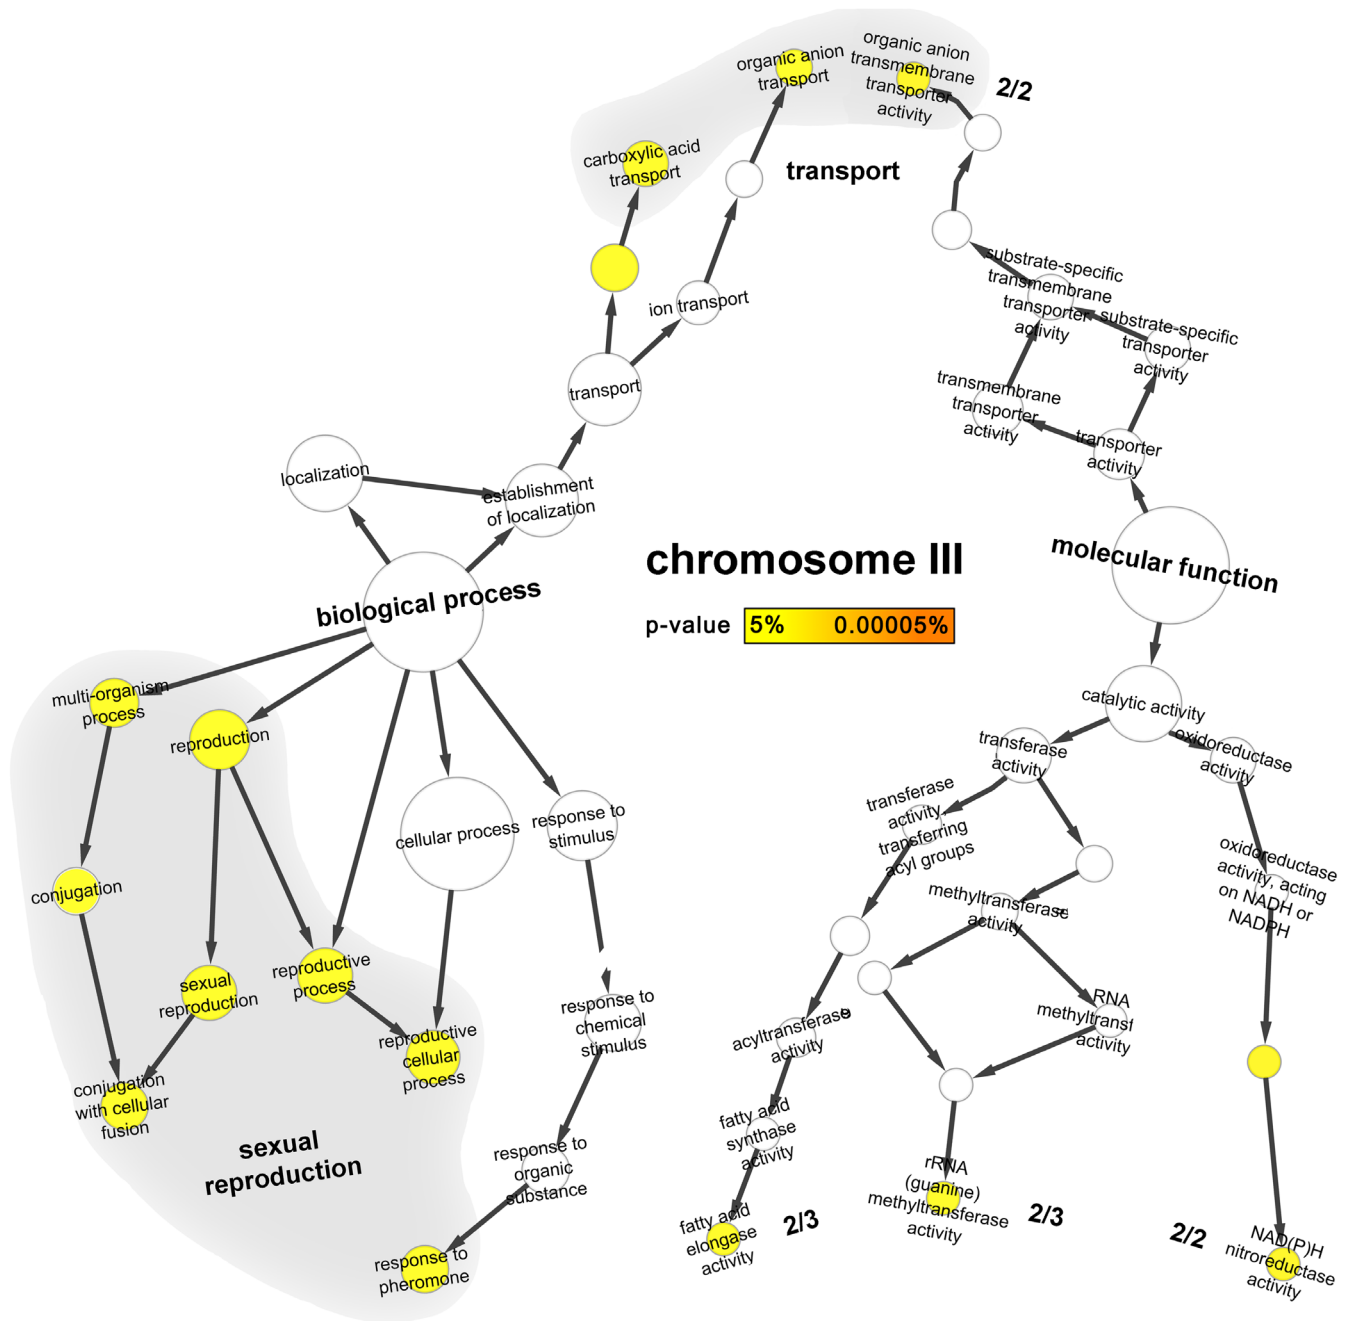 organic anion
transport
organic anion
transmembrane
transporter
activity
2/2
carboxylic acid
transport
transport
substrate-specific
transmembrane
transporter
activity
substrate-specific
transporter
activity
ion transport
transport
transmembrane
transporter
activity
transporter
activity
localization
establishment
of localization
chromosome III
p-value
5%
0.00005%
molecular function
biological process
multi-organism
process
reproduction
catalytic activity
transferase
activity
oxidoreductase
activity
transferase
activity
transferring
acyl groups
cellular process
response to
stimulus
oxidoreductase
activity, acting
on NADH or
NADPH
conjugation
methyltransferase
activity
sexual
reproduction
reproductive
process
response to
chemical
stimulus
RNA
methyltransf
activity
acyltransferase
activity
reproductive
cellular
process
conjugation
with cellular
fusion
fatty acid
synthase
activity
sexual
reproduction
response to
organic
substance
rRNA
(guanine)
methyltransferase
activity
2/3
fatty acid
elongase
activity
2/3
2/2
NAD(P)H
nitroreductase
activity
response to
pheromone